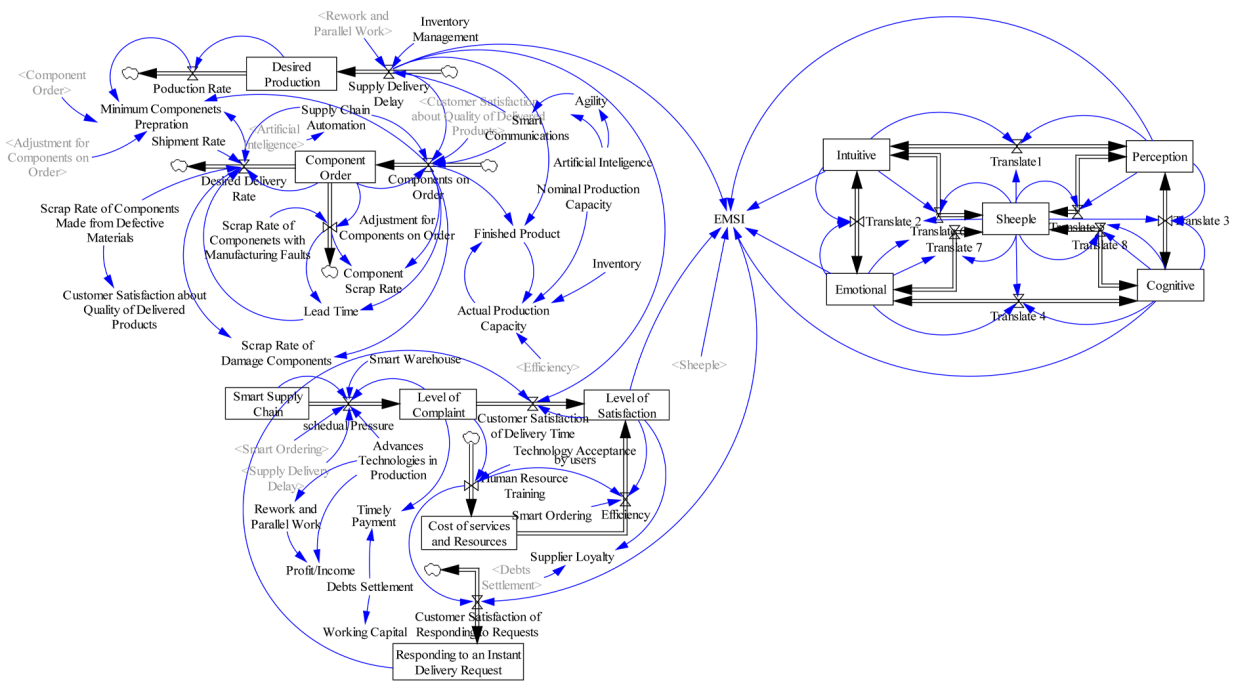 <Rework and
Parallel Work>
Inventory
Management
Desired
Production
Poduction Rate
Supply Delivery
Delay
<Component
Order>
Minimum Componenets
Prepration
<Adjustment for
Components on
Order>
Shipment Rate
Supply Chain
Automation
<Artificial
Inteligence>
<Customer Satisfaction
about Quality of Delivered
Products>
Smart
Communications
Agility
Artificial Inteligence
Component
Order
Desired Delivery
Rate
Components on
Order
Nominal Production
Capacity
Scrap Rate of Components
Made from Defective
Materials
Scrap Rate of
Componenets with
Manufacturing Faults
Adjustment for
Components on Order
Finished Product
Component
Scrap Rate
Inventory
Customer Satisfaction about
Quality of Delivered
Products
Lead Time
Actual Production
Capacity
Scrap Rate of
Damage Components
<Efficiency>
EMSI
<Sheeple>
Intuitive
Perception
Translate1
Sheeple
Translate 2
Translate 3
Translate 6
Translate 5
Translate 7
Translate 8
Emotional
Cognitive
Translate 4
Smart Warehouse
Smart Supply
Chain
Level of
Complaint
Level of
Satisfaction
schedual Pressure
Customer Satisfaction
of Delivery Time
<Smart Ordering>
<Supply Delivery
Delay>
Advances
Technologies in
Production
Technology Acceptance
by users
Human Resource
Training
Rework and
Parallel Work
Timely
Payment
Smart Ordering
Efficiency
Cost of services
and Resources
Supplier Loyalty
Profit/Income
Debts Settlement
<Debts
Settlement>
Working Capital
Customer Satisfaction of
Responding to Requests
Responding to an Instant
Delivery Request